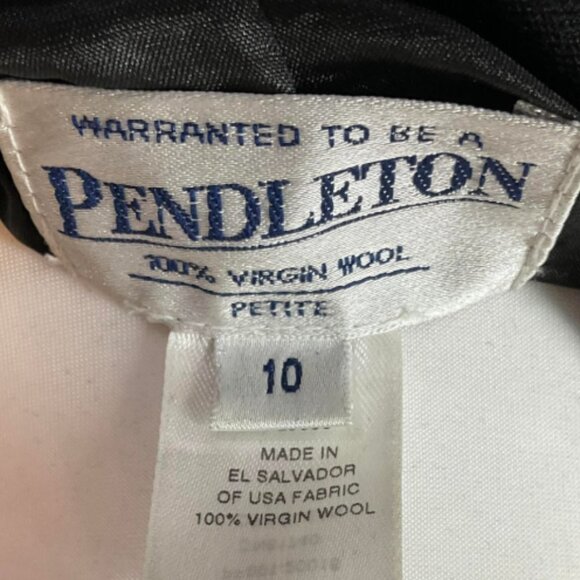 WARRANTED TO BE A
PENDLETON
100% VIRGIN WOOL
PETITE
10
MADE IN
EL SALVADOR
OF USA FABRIC
100% VIRGIN WOOL